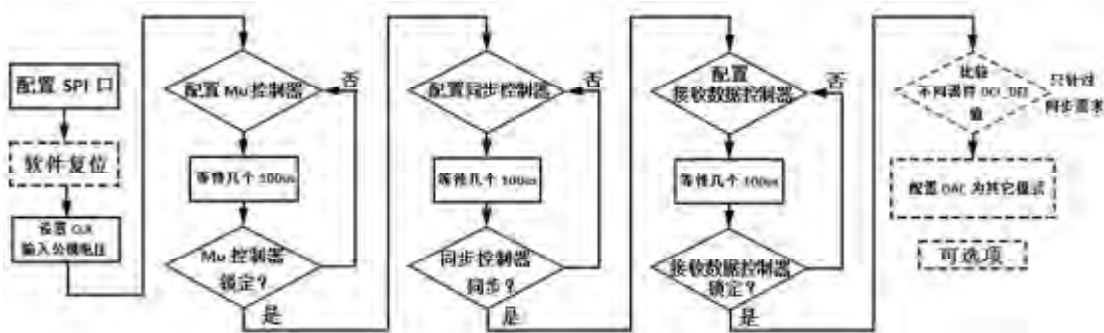 配置 SPI 口
软件复位
设置 CLK
输入公模电压
配置 Mu 控制器
否
等待几个 100us
Mu 控制器
锁定？
是
配置同步控制器
否
等待几个 100us
同步控制器
同步？
是
配置
接收数据控制器
否
等待几个 100us
接收数据控制器
锁定？
是
比较
不同器件 DCI_DEL
值
只针对
同步要求
配置 DAC 为其它模式
可选项